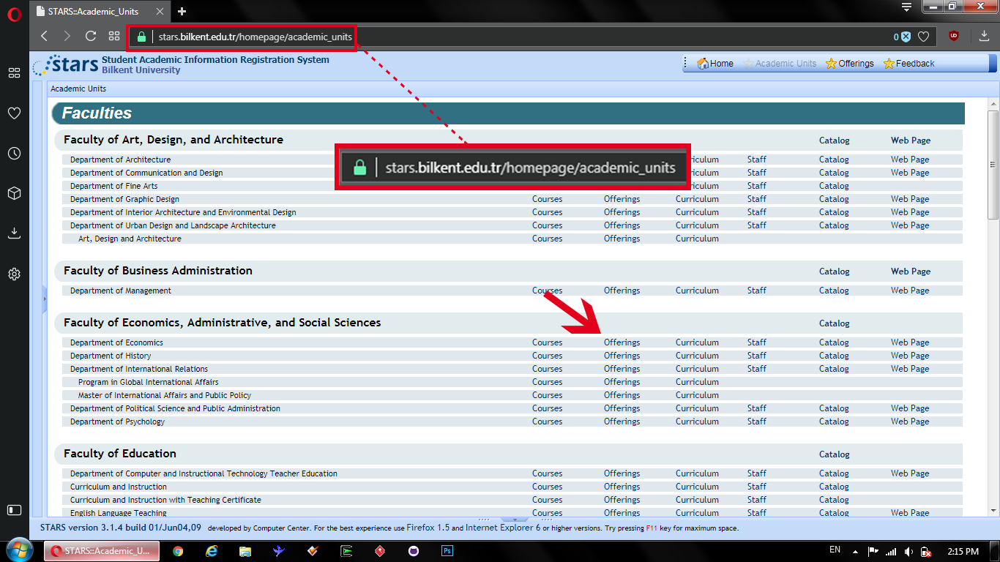 STARS::Academic_Units
stars.bilkent.edu.tr/homepage/academic_units
0
stars
Student Academic Information Registration System
Bilkent University
Home Academic Units Offerings Feedback
Academic Units
Faculties
Faculty of Art, Design, and Architecture Catalog Web Page
Department of Architecture riculum Staff Catalog Web Page
stars.bilkent.edu.tr/homepage/academic_units
Department of Communication and Design riculum Staff Catalog Web Page
Department of Fine Arts riculum Staff Catalog
Department of Graphic Design Courses Offerings Curriculum Staff Catalog Web Page
Department of Interior Architecture and Environmental Design Courses Offerings Curriculum Staff Catalog Web Page
Department of Urban Design and Landscape Architecture Courses Offerings Curriculum Staff Catalog Web Page
Art, Design and Architecture Courses Offerings Curriculum
Faculty of Business Administration Catalog Web Page
Department of Management Courses Offerings Curriculum Staff Catalog Web Page
Faculty of Economics, Administrative, and Social Sciences Catalog
Department of Economics Courses Offerings Curriculum Staff Catalog Web Page
Department of History Courses Offerings Curriculum Staff Catalog Web Page
Department of International Relations Courses Offerings Curriculum Staff Catalog Web Page
Program in Global International Affairs Courses Offerings Curriculum
Master of International Affairs and Public Policy Courses Offerings Curriculum
Department of Political Science and Public Administration Courses Offerings Curriculum Staff Catalog Web Page
Department of Psychology Courses Offerings Curriculum Staff Catalog Web Page
Faculty of Education Catalog
Department of Computer and Instructional Technology Teacher Education Courses Offerings Curriculum Staff Catalog Web Page
Curriculum and Instruction Courses Offerings Curriculum Staff Catalog
Curriculum and Instruction with Teaching Certificate Courses Offerings Curriculum Staff Catalog
English Language Teaching Courses Offerings Curriculum Staff Catalog Web Page
STARS version 3.1.4 build 01/Jun04,09 developed by Computer Center. For the best experience use Firefox 1.5 and Internet Explorer 6 or higher versions. Try pressing F11 key for maximum space.
STARS::Academic_U... Ps EN 2:15 PM